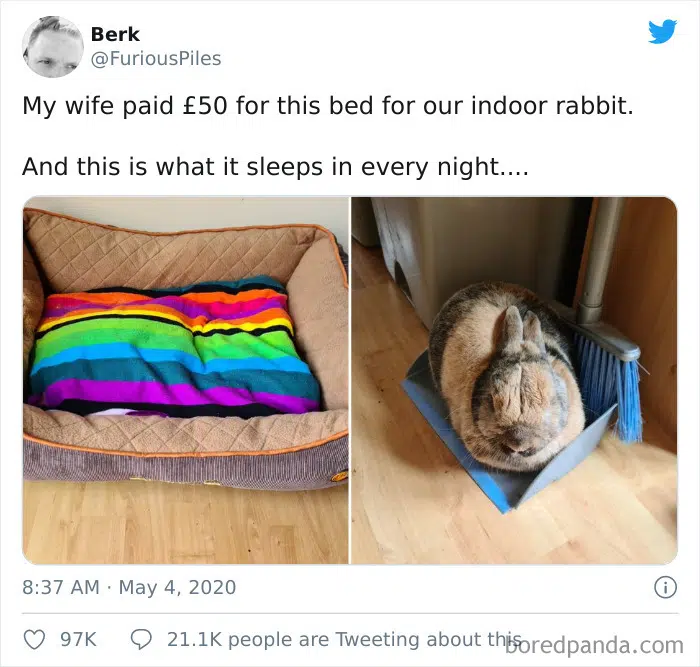 Berk
@FuriousPiles
My wife paid £50 for this bed for our indoor rabbit.
And this is what it sleeps in every night....
8:37 AM · May 4, 2020
97K 21.1K people are Tweeting about this
boredpanda.com